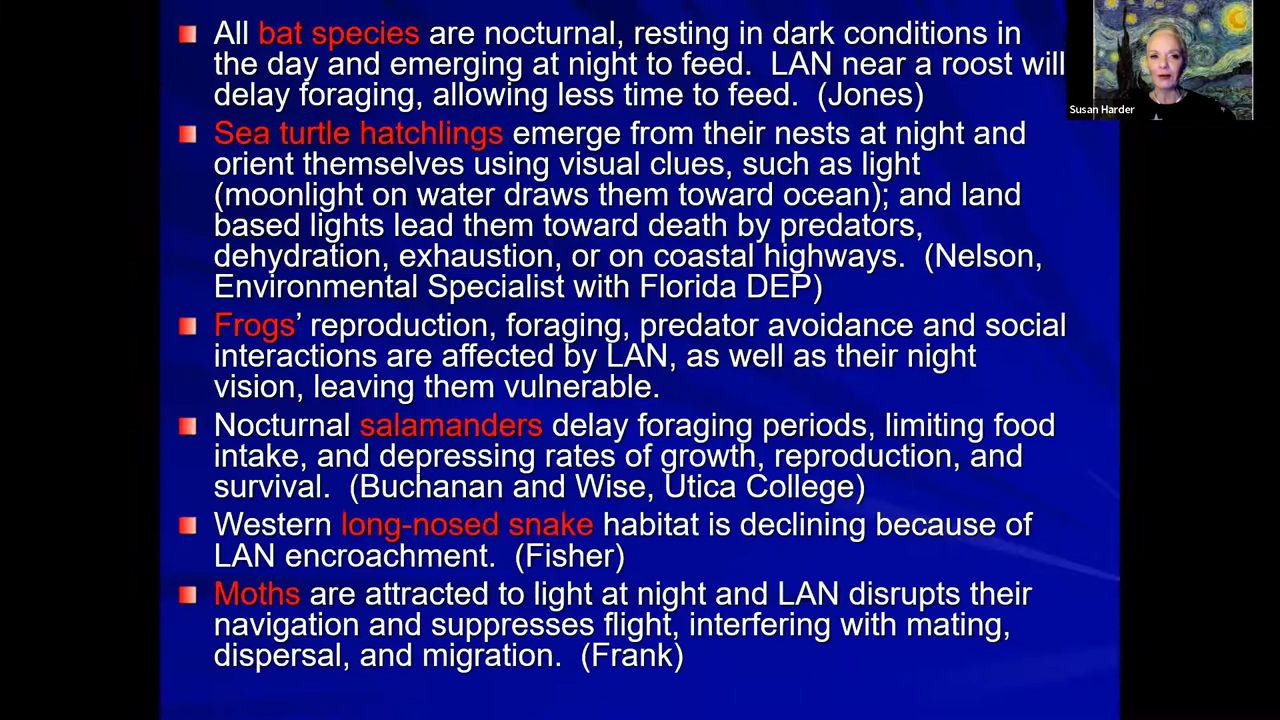 All bat species are nocturnal, resting in dark conditions in
the day and emerging at night to feed.  LAN near a roost will
delay foraging, allowing less time to feed.  (Jones)
Sea turtle hatchlings emerge from their nests at night and
orient themselves using visual clues, such as light
(moonlight on water draws them toward ocean); and land
based lights lead them toward death by predators,
dehydration, exhaustion, or on coastal highways.  (Nelson,
Environmental Specialist with Florida DEP)
Frogs’ reproduction, foraging, predator avoidance and social
interactions are affected by LAN, as well as their night
vision, leaving them vulnerable.
Nocturnal salamanders delay foraging periods, limiting food
intake, and depressing rates of growth, reproduction, and
survival.  (Buchanan and Wise, Utica College)
Western long-nosed snake habitat is declining because of
LAN encroachment.  (Fisher)
Moths are attracted to light at night and LAN disrupts their
navigation and suppresses flight, interfering with mating,
dispersal, and migration.  (Frank)
Susan Harder